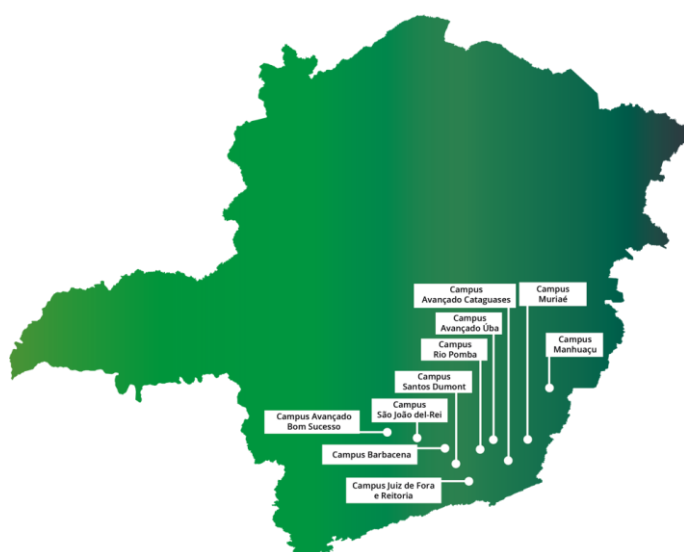 Campus
Avançado Cataguases
Campus
Muriaé
Campus
Avançado Úba
Campus
Manhuaçu
Campus
Rio Pomba
Campus
Santos Dumont
Campus
São João del-Rei
Campus Avançado
Bom Sucesso
Campus Barbacena
Campus Juiz de Fora
e Reitoria